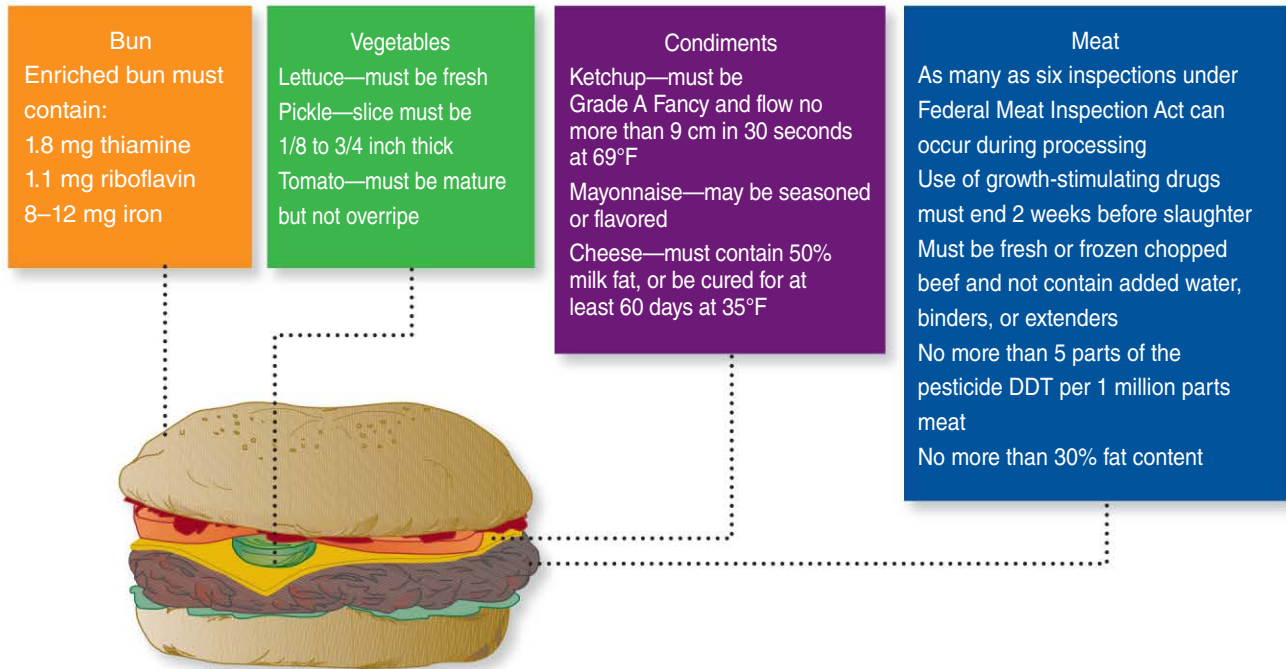 Bun
Enriched bun must
contain:
1.8 mg thiamine
1.1 mg riboflavin
8–12 mg iron
Vegetables
Lettuce—must be fresh
Pickle—slice must be
1/8 to 3/4 inch thick
Tomato—must be mature
but not overripe
Condiments
Ketchup—must be
Grade A Fancy and flow no
more than 9 cm in 30 seconds
at 69°F
Mayonnaise—may be seasoned
or flavored
Cheese—must contain 50%
milk fat, or be cured for at
least 60 days at 35°F
Meat
As many as six inspections under
Federal Meat Inspection Act can
occur during processing
Use of growth-stimulating drugs
must end 2 weeks before slaughter
Must be fresh or frozen chopped
beef and not contain added water,
binders, or extenders
No more than 5 parts of the
pesticide DDT per 1 million parts
meat
No more than 30% fat content